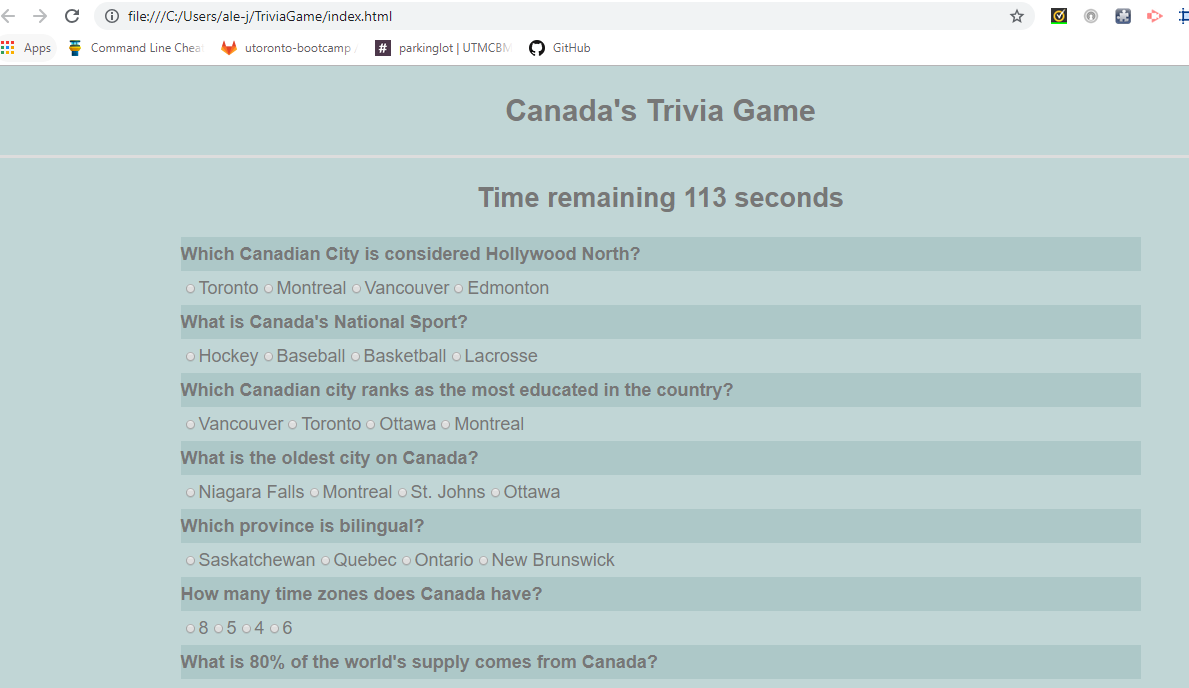 file:///C:/Users/ale-j/TriviaGame/index.html
Apps Command Line Chea utoronto-bootcamp parkinglot | UTMCBM GitHub
Canada's Trivia Game
Time remaining 113 seconds
Which Canadian City is considered Hollywood North?
Toronto Montreal Vancouver Edmonton
What is Canada's National Sport?
Hockey Baseball Basketball Lacrosse
Which Canadian city ranks as the most educated in the country?
Vancouver Toronto Ottawa Montreal
What is the oldest city on Canada?
Niagara Falls Montreal St. Johns Ottawa
Which province is bilingual?
Saskatchewan Quebec Ontario New Brunswick
How many time zones does Canada have?
8 5 4 6
What is 80% of the world's supply comes from Canada?